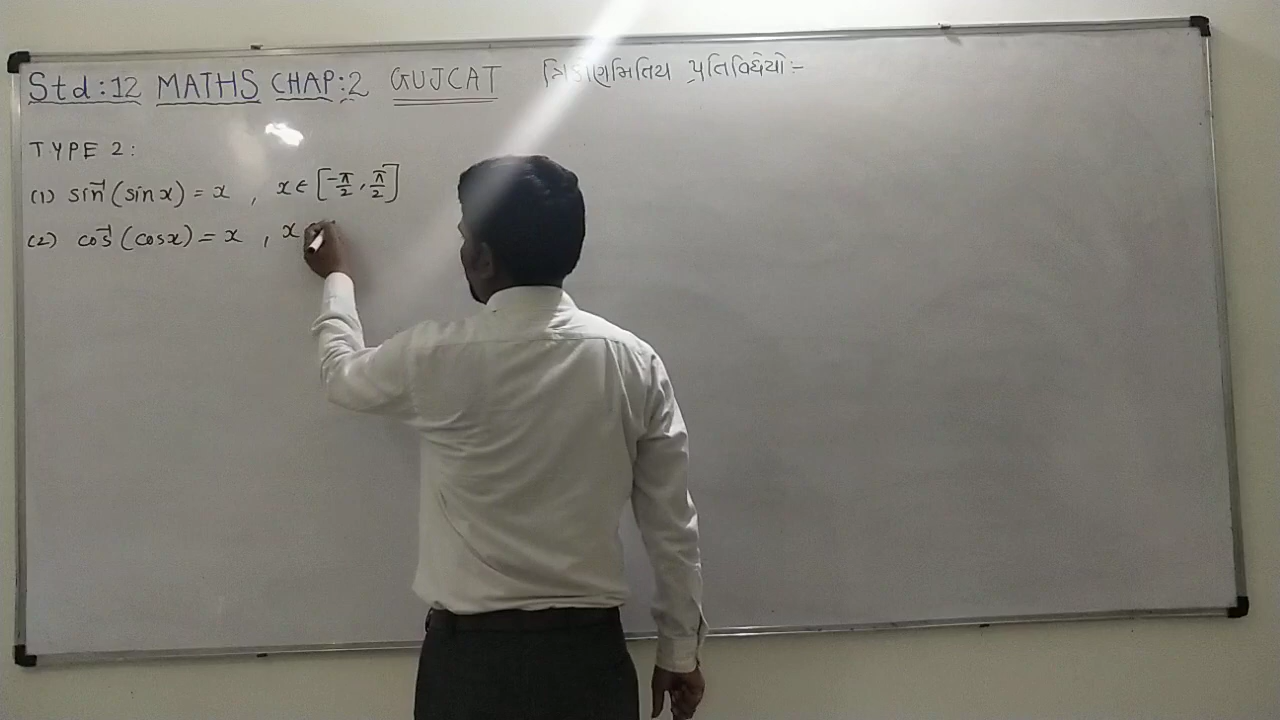 Std:12 MATHS CHAP:2 GUJCAT ત્રિકોણમિતિય પ્રતિવિધેયો:-
TYPE 2:
(1) sin⁻¹(sin x) = x , x ∈ [-π/2, π/2]
(2) cos⁻¹(cos x) = x , x